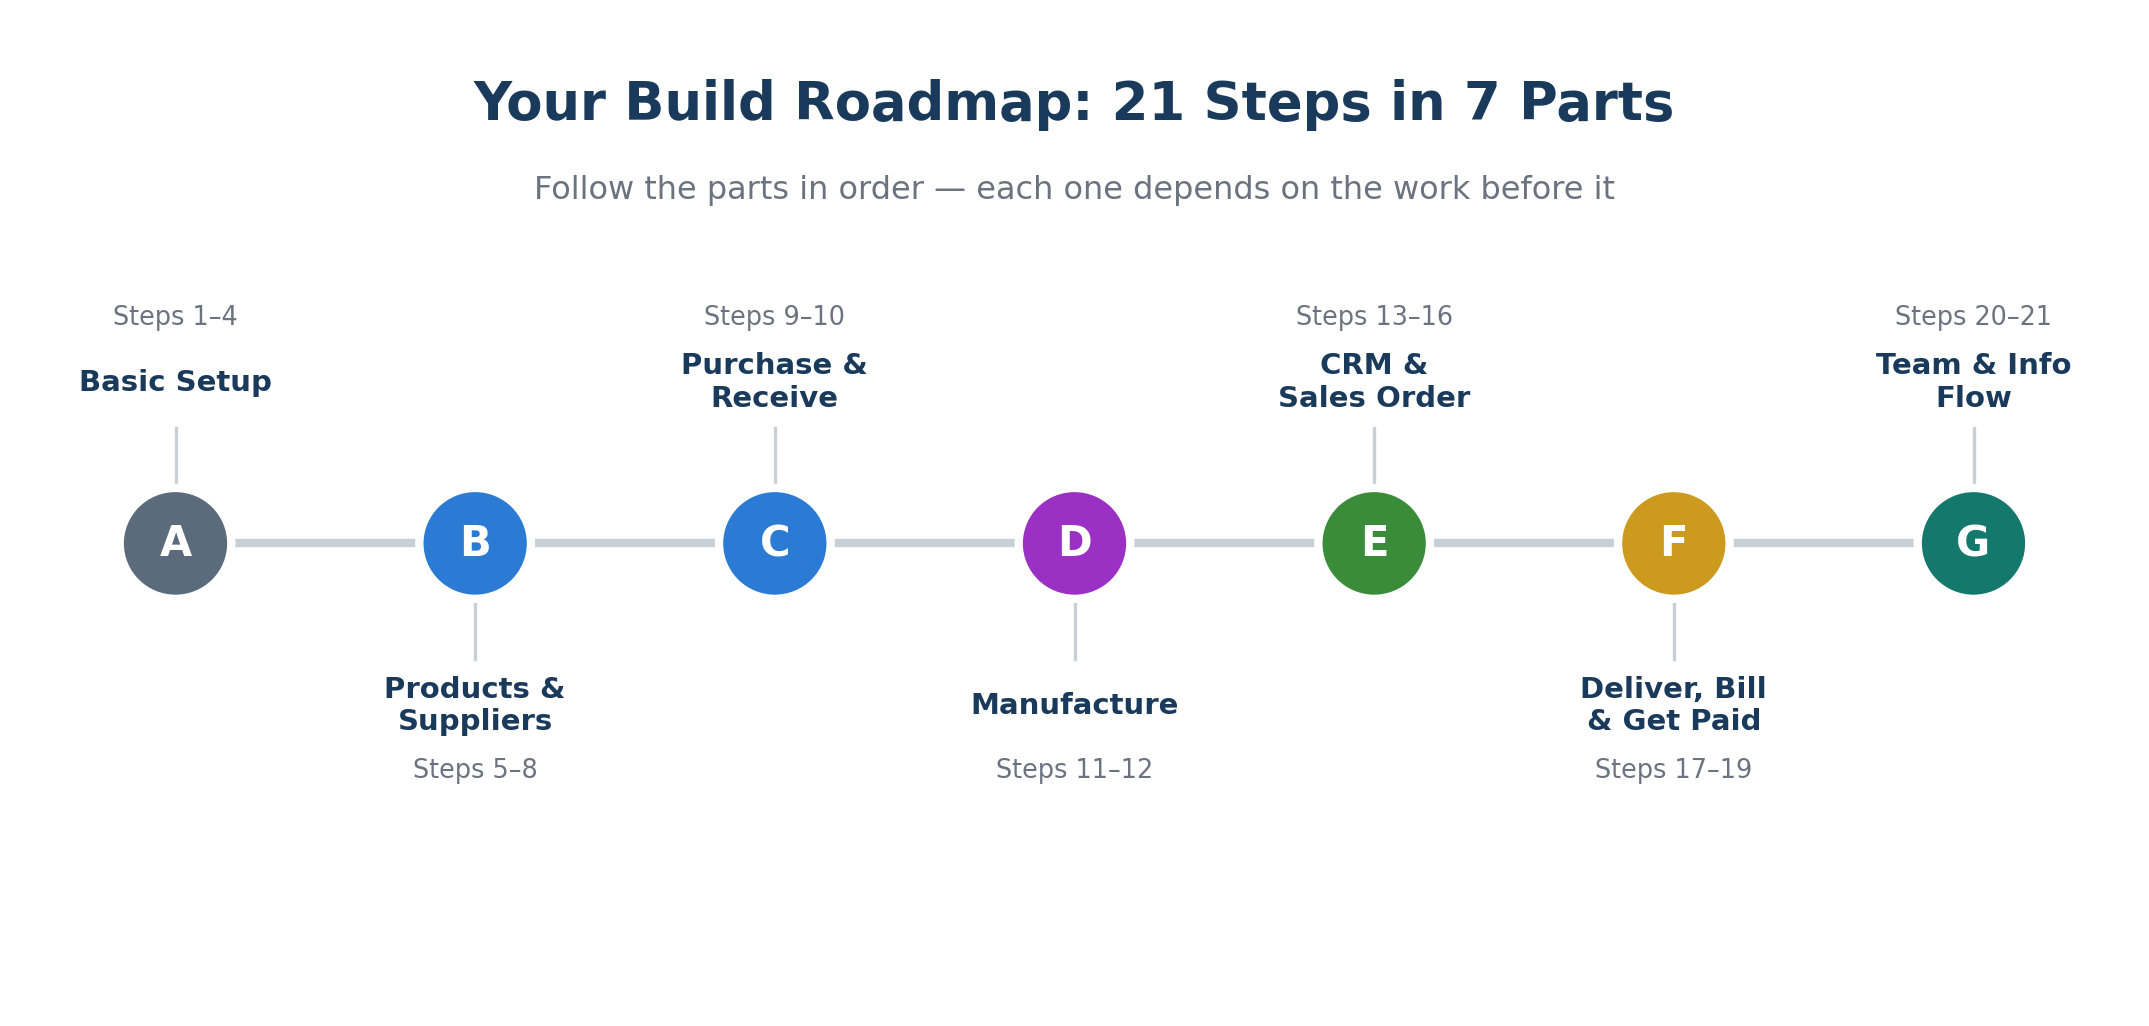 Your Build Roadmap: 21 Steps in 7 Parts
Follow the parts in order — each one depends on the work before it
Steps 1–4
Basic Setup
Steps 9–10
Purchase &
Receive
Steps 13–16
CRM &
Sales Order
Steps 20–21
Team & Info
Flow
A
B
C
D
E
F
G
Products &
Suppliers
Steps 5–8
Manufacture
Steps 11–12
Deliver, Bill
& Get Paid
Steps 17–19